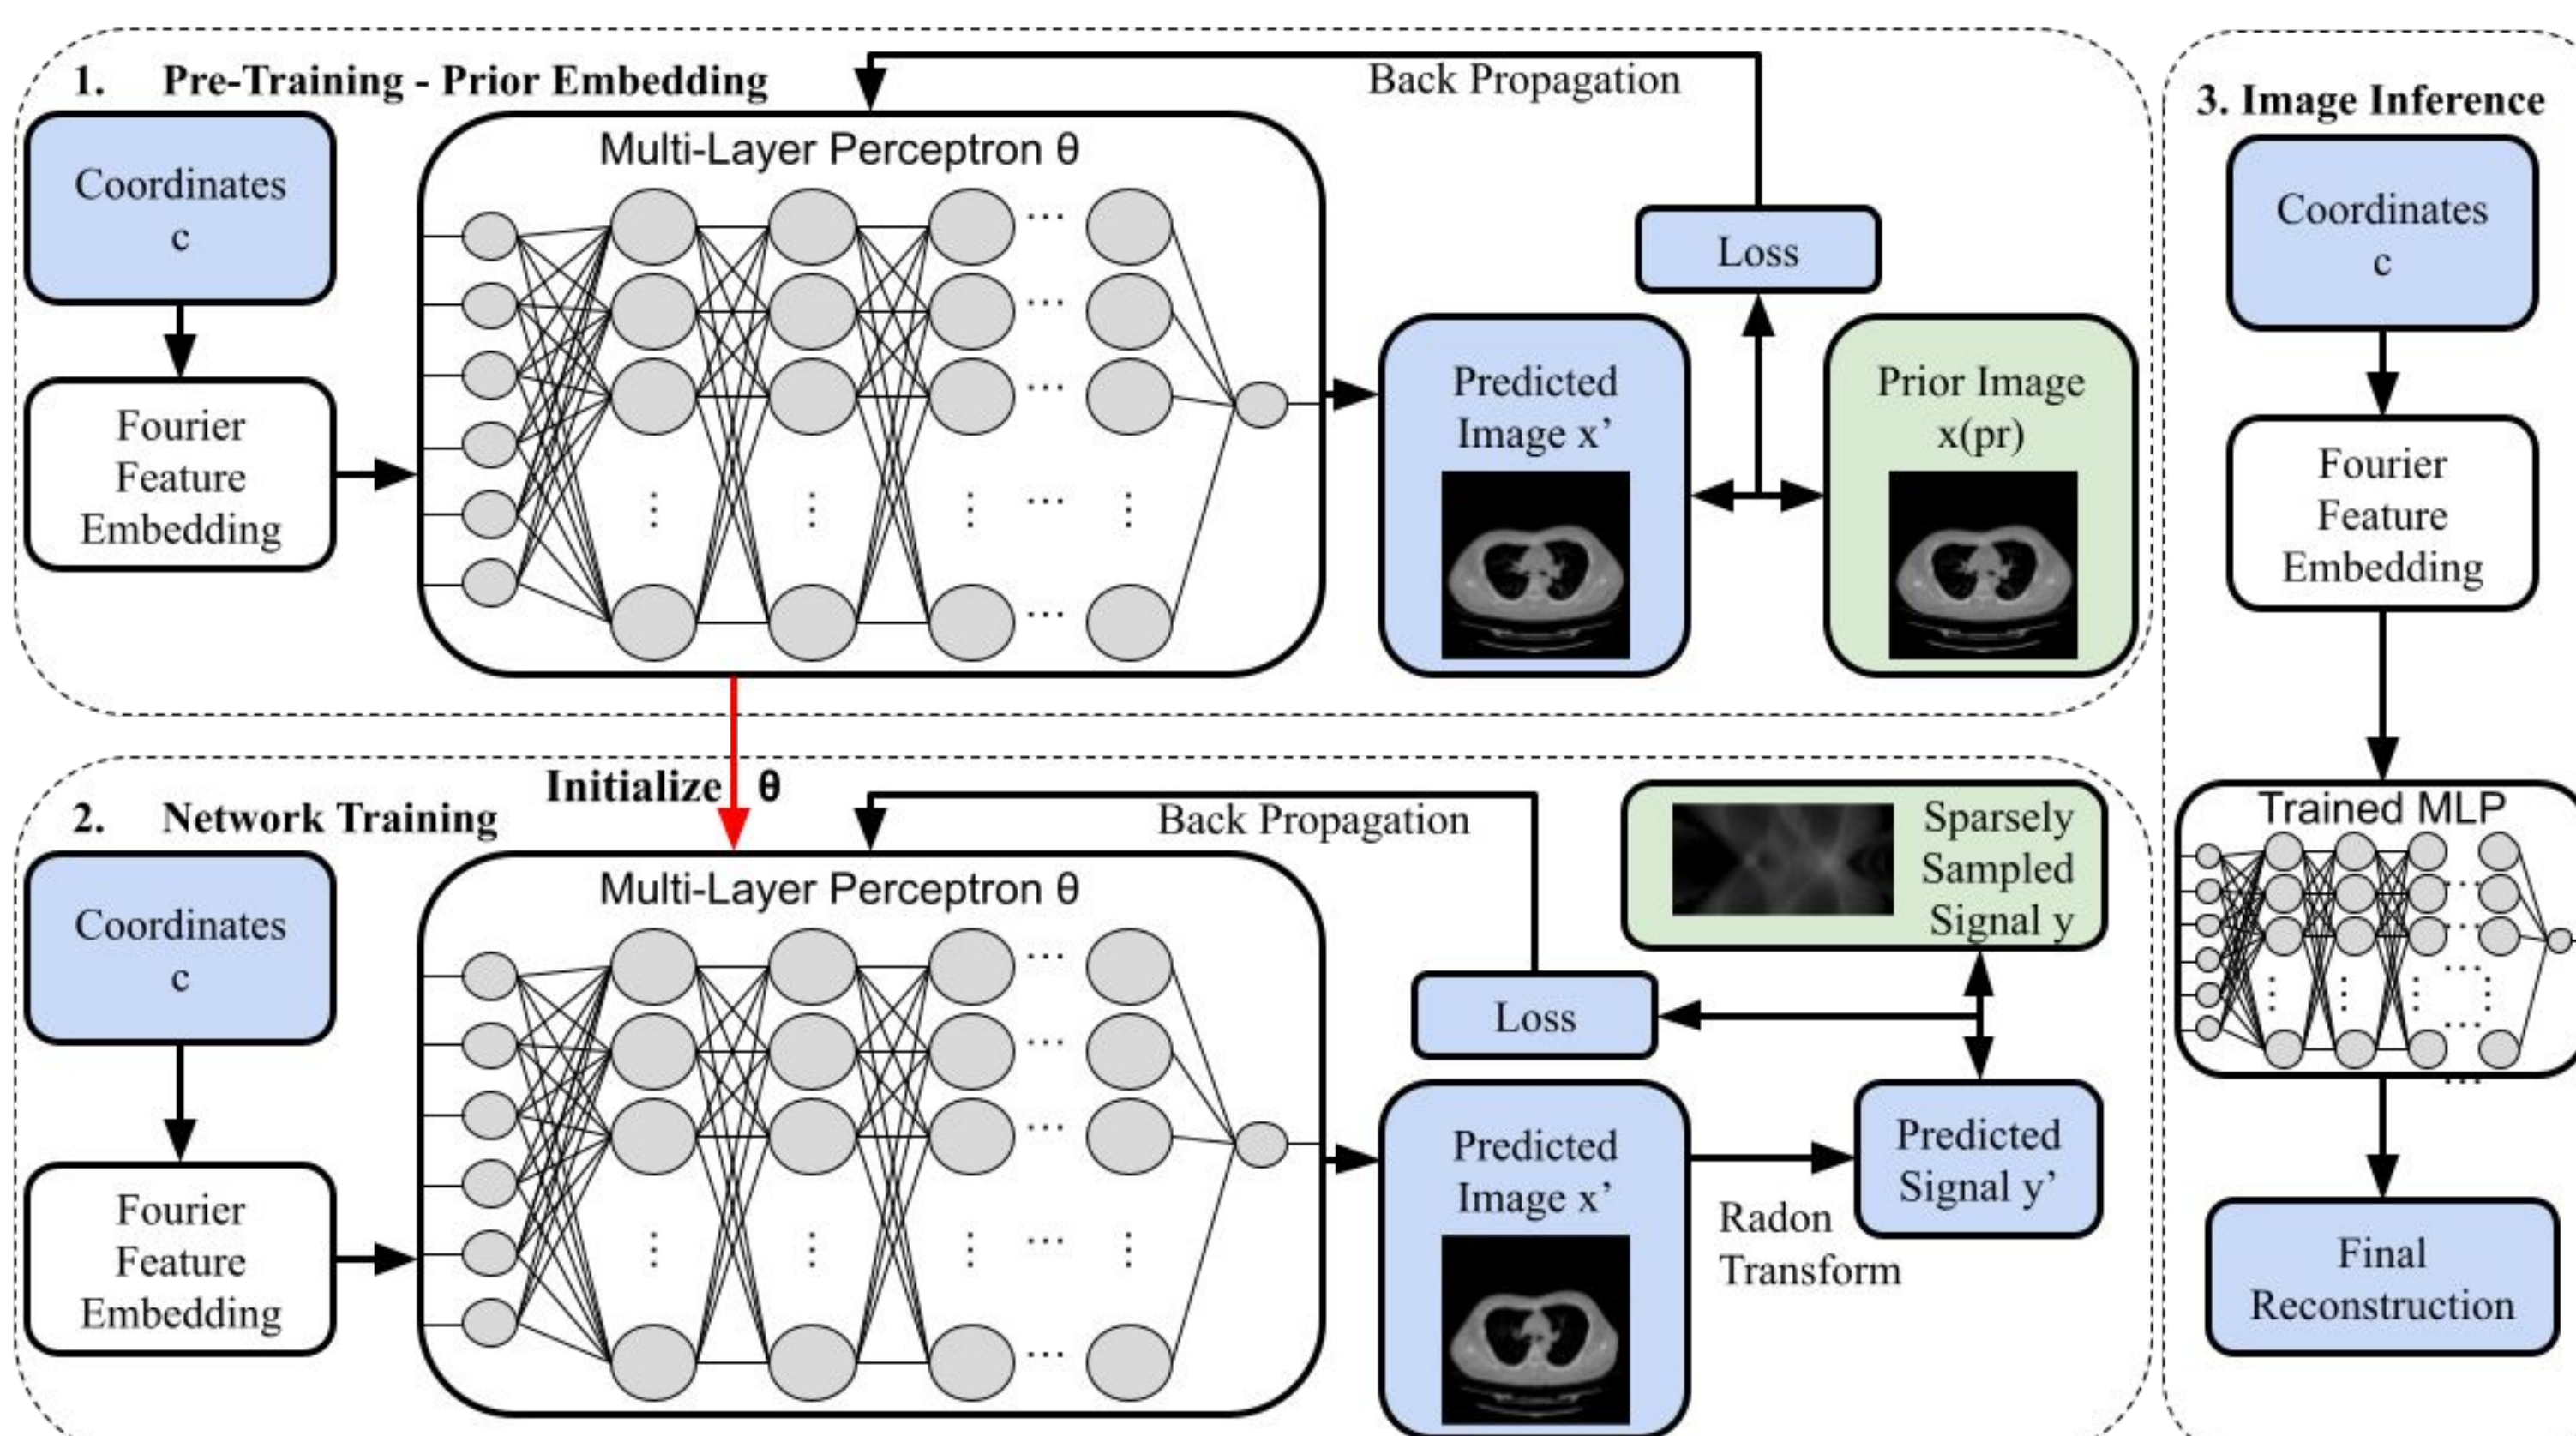 1. Pre-Training - Prior Embedding
Back Propagation
Coordinates
c
Fourier
Feature
Embedding
Multi-Layer Perceptron θ
Loss
Predicted
Image x’
Prior Image
x(pr)
Initialize θ
2. Network Training
Back Propagation
Coordinates
c
Fourier
Feature
Embedding
Multi-Layer Perceptron θ
Sparsely
Sampled
Signal y
Loss
Predicted
Image x’
Radon
Transform
Predicted
Signal y’
3. Image Inference
Coordinates
c
Fourier
Feature
Embedding
Trained MLP
Final
Reconstruction